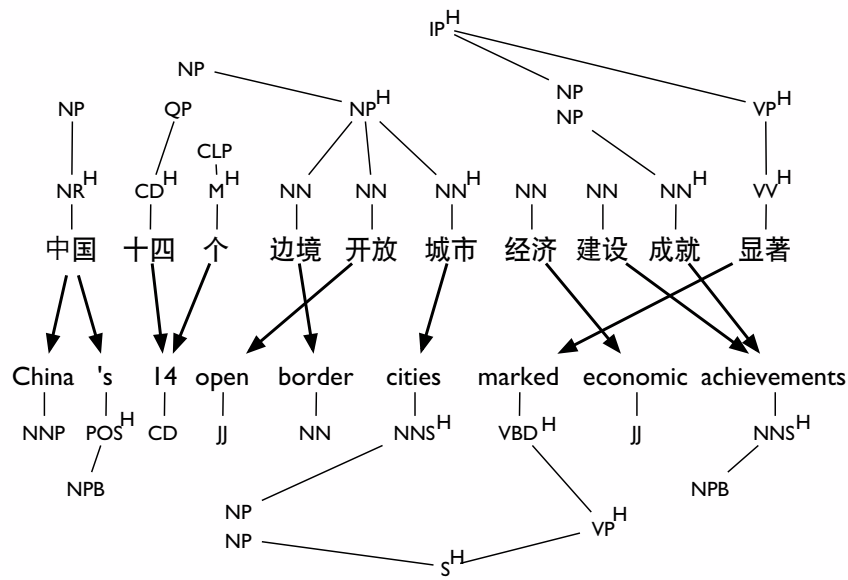 IP H
NP NP
NP QP NP H NP VP H
CLP
NR H CD H M H NN NN NN H NN NN NN H VV H
中国 十四 个 边境 开放 城市 经济 建设 成就 显著
China 's 14 open border cities marked economic achievements
NNP POS H CD JJ NN NNS H VBD H JJ NNS H
NPB NPB
NP VP H
NP
S H